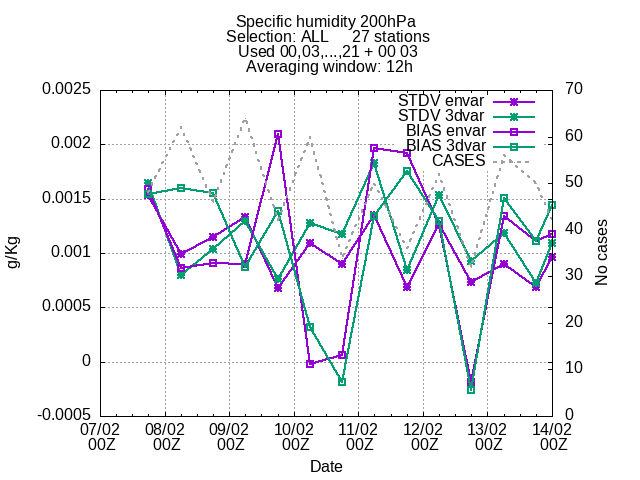 Specific humidity 200hPa
Selection: ALL 27 stations
Used 00,03,...,21 + 00 03
Averaging window: 12h
STDV envar
STDV 3dvar
BIAS envar
BIAS 3dvar
CASES
0.0025
0.002
0.0015
0.001
0.0005
0
-0.0005
g/Kg
70
60
50
40
30
20
10
0
No cases
07/02 08/02 09/02 10/02 11/02 12/02 13/02 14/02
00Z 00Z 00Z 00Z 00Z 00Z 00Z 00Z
Date